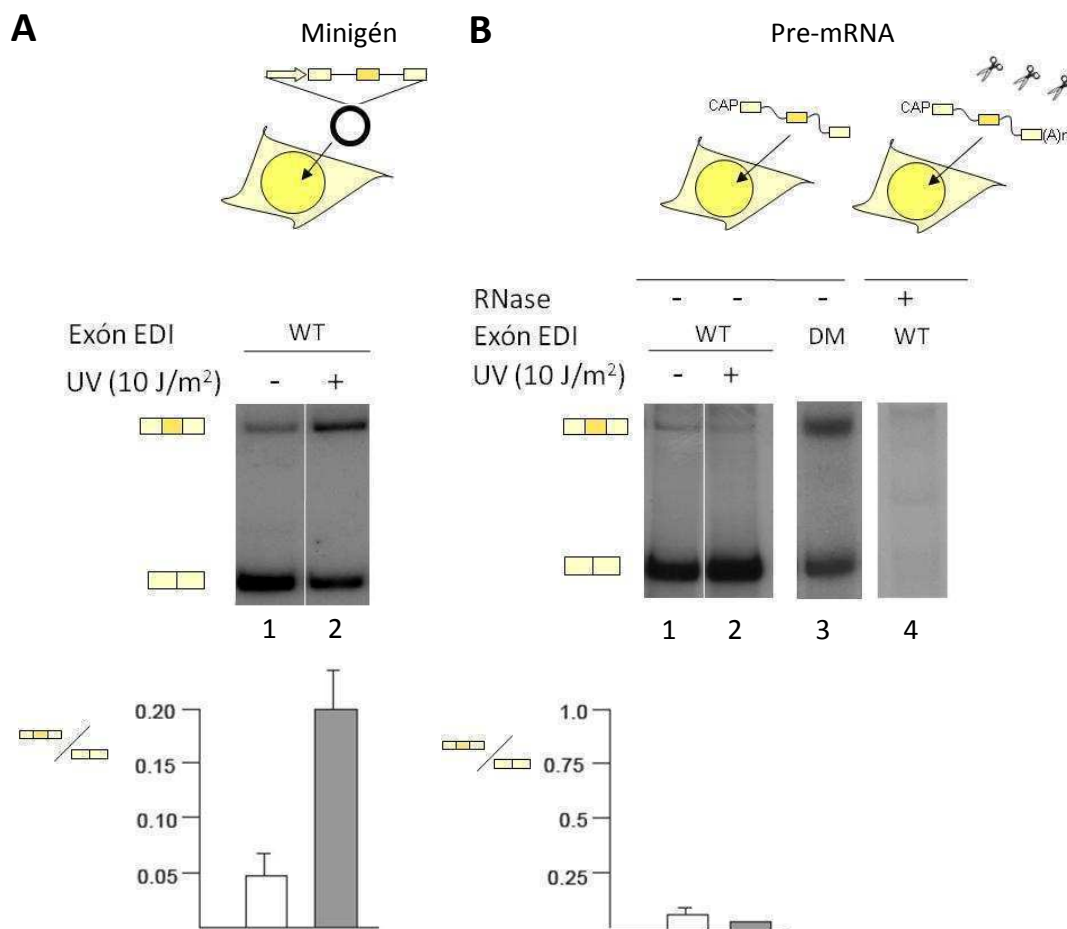 A
Minigén
B
Pre-mRNA
CAP
CAP
(A)n
Exón EDI WT
UV (10 J/m²) - +
1 2
RNase - - - +
Exón EDI WT DM WT
UV (10 J/m²) - +
1 2 3 4
0.20
0.15
0.10
0.05
1.0
0.75
0.5
0.25